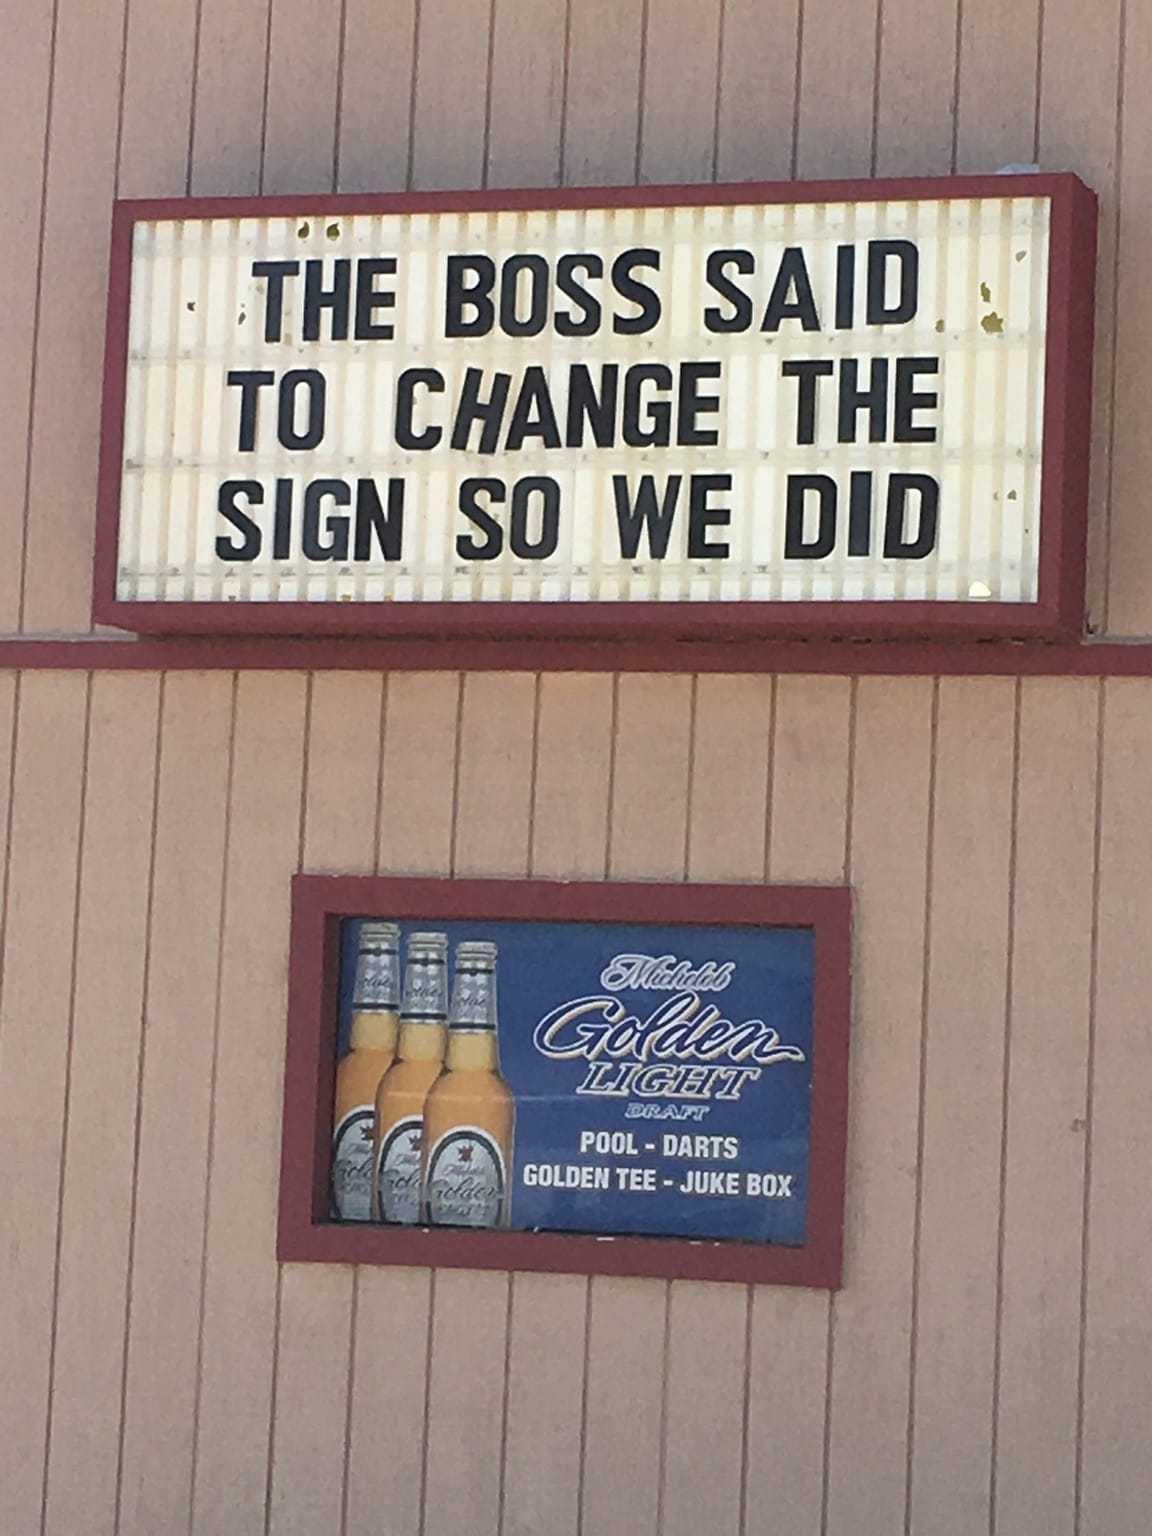 THE BOSS SAID
TO CHANGE THE
SIGN SO WE DID
Michelob
Golden
LIGHT
DRAFT
POOL - DARTS
GOLDEN TEE - JUKE BOX
Golden